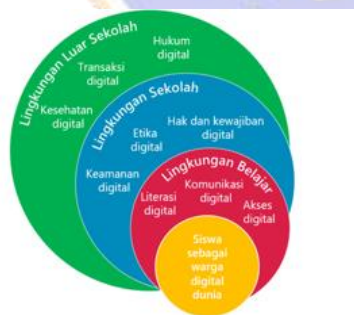 Lingkungan Luar Sekolah
Hukum
digital
Transaksi
digital
Kesehatan
digital
Lingkungan Sekolah
Etika
digital
Hak dan kewajiban
digital
Keamanan
digital
Lingkungan Belajar
Literasi
digital
Komunikasi
digital
Akses
digital
Siswa
sebagai
warga
digital
dunia